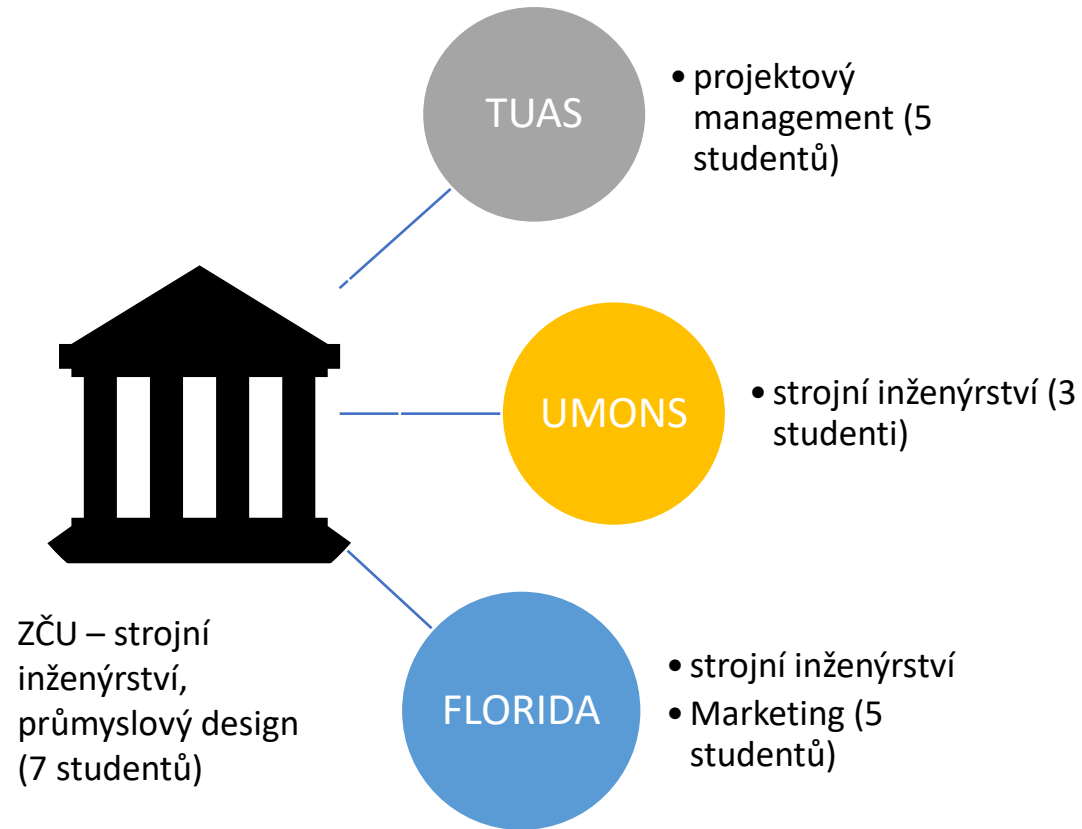 TUAS
• projektový
management (5
studentů)
UMONS
• strojní inženýrství (3
studenti)
ZČU – strojní
inženýrství,
průmyslový design
(7 studentů)
FLORIDA
• strojní inženýrství
• Marketing (5
studentů)